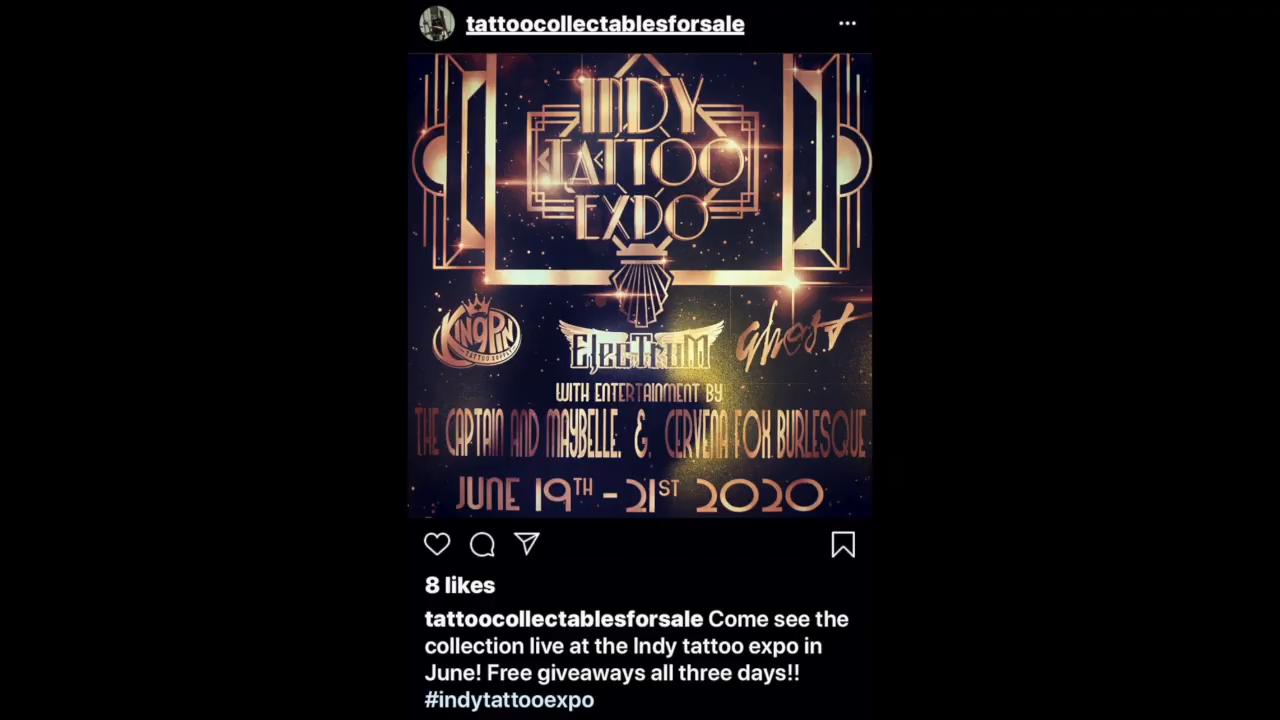 tattoocollectablesforsale
INDY
TATTOO
EXPO
KINGPIN
TATTOO SUPPLY
ElecTruM
ghost
WITH ENTERTAINMENT BY
THE CAPTAIN AND MAYBELLE. & CERVENA FOX BURLESQUE
JUNE 19TH - 21ST 2020
8 likes
tattoocollectablesforsale Come see the
collection live at the Indy tattoo expo in
June! Free giveaways all three days!!
#indytattooexpo